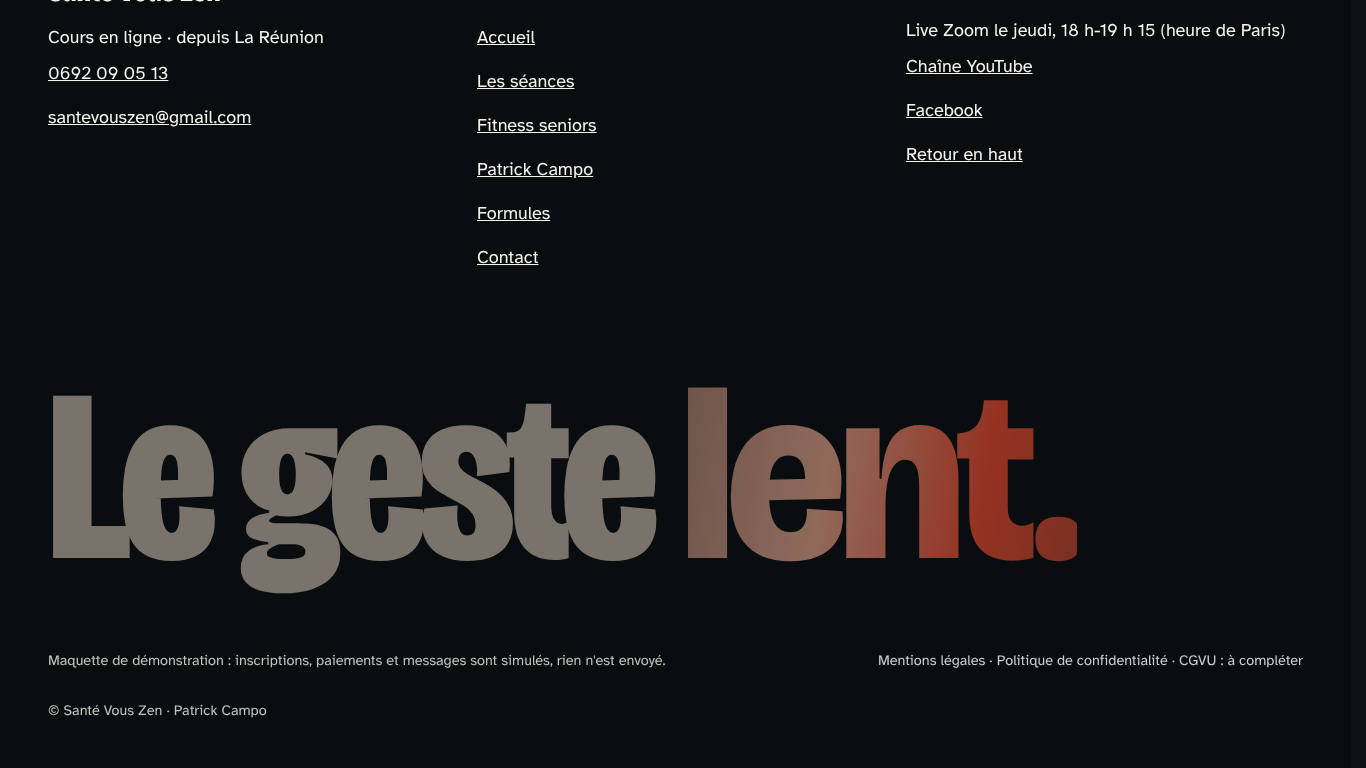 Santé Vous Zen
Cours en ligne · depuis La Réunion
0692 09 05 13
santevouszen@gmail.com
Accueil
Les séances
Fitness seniors
Patrick Campo
Formules
Contact
Live Zoom le jeudi, 18 h-19 h 15 (heure de Paris)
Chaîne YouTube
Facebook
Retour en haut
Le geste lent.
Maquette de démonstration : inscriptions, paiements et messages sont simulés, rien n'est envoyé.
Mentions légales · Politique de confidentialité · CGVU : à compléter
© Santé Vous Zen · Patrick Campo